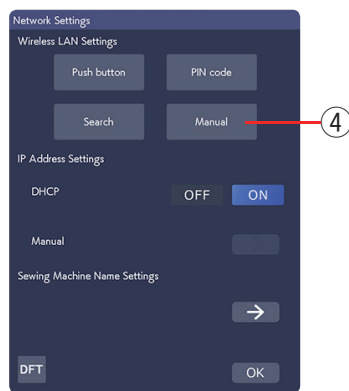 Network Settings
Wireless LAN Settings
Push button PIN code
Search Manual
4
IP Address Settings
DHCP OFF ON
Manual
Sewing Machine Name Settings
→
DFT OK